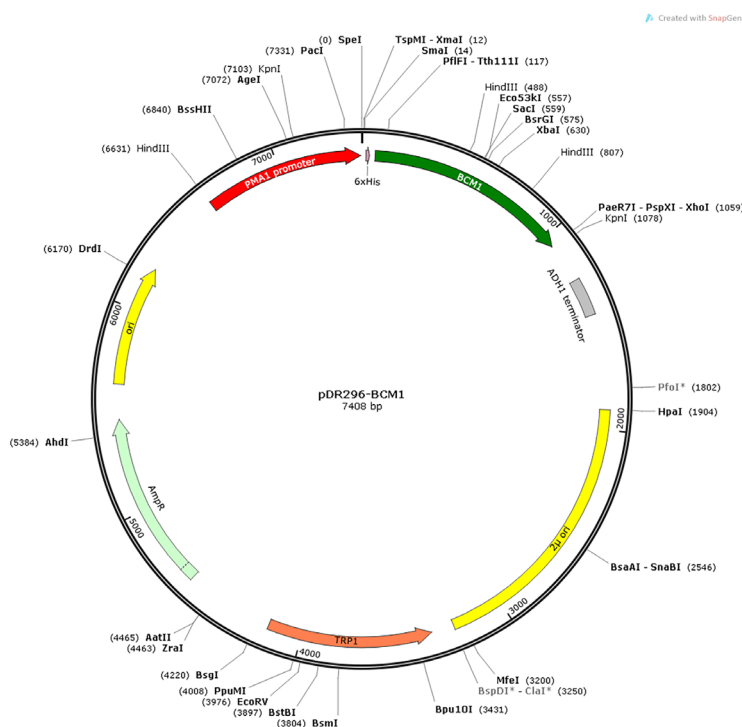 Created with SnapGen
(0) SpeI
(7331) PacI
(7103) KpnI
(7072) AgeI
(6840) BssHII
(6631) HindIII
TspMI - XmaI (12)
SmaI (14)
PflFI - Tth111I (117)
HindIII (488)
Eco53kI (557)
SacI (559)
BsrGI (575)
XbaI (630)
HindIII (807)
PaeR7I - PspXI - XhoI (1059)
KpnI (1078)
7000
PMA1 promoter
6xHis
BCM1
1000
ADH1 terminator
(6170) DrdI
6000
ori
pDR296-BCM1
7408 bp
PfoI* (1802)
HpaI (1904)
2000
(5384) AhdI
AmpR
5000
2μ ori
BsaAI - SnaBI (2546)
3000
TRP1
4000
(4465) AatII
(4463) ZraI
(4220) BsgI
(4008) PpuMI
(3976) EcoRV
(3897) BstBI
(3804) BsmI
MfeI (3200)
BspDI* - ClaI* (3250)
Bpu10I (3431)